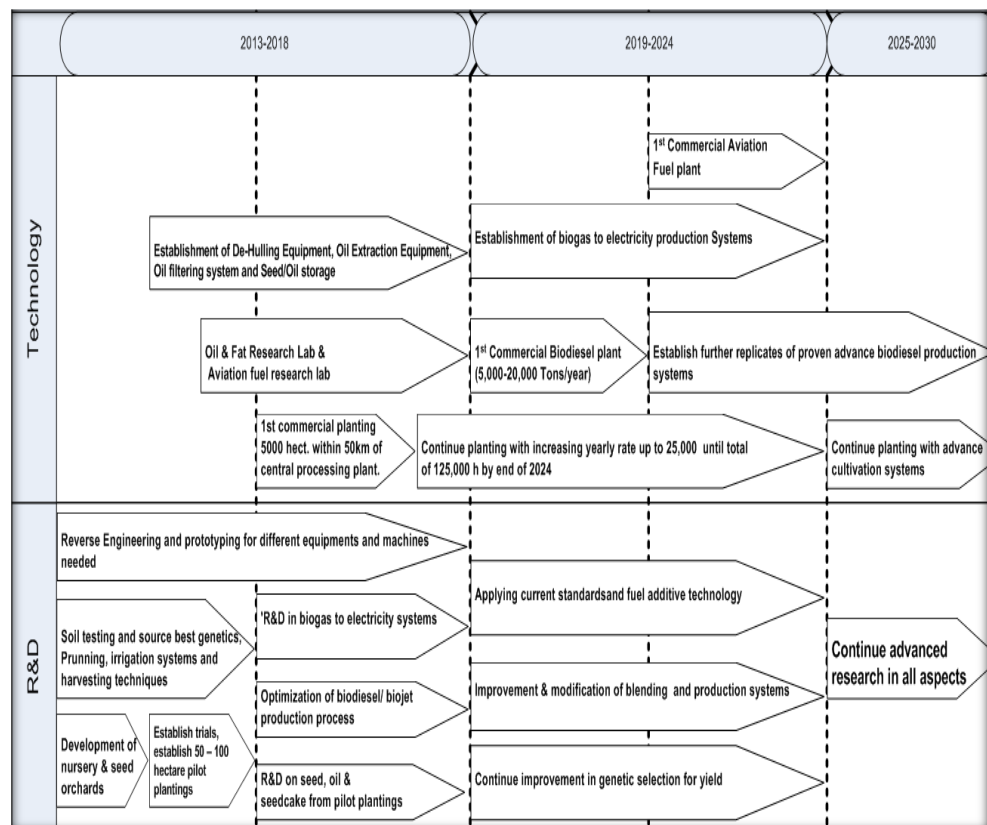 2013-2018
2019-2024
2025-2030
Technology
1st Commercial Aviation
Fuel plant
Establishment of De-Hulling Equipment, Oil Extraction Equipment,
Oil filtering system and Seed/Oil storage
Establishment of biogas to electricity production Systems
Oil & Fat Research Lab &
Aviation fuel research lab
1st Commercial Biodiesel plant
(5,000-20,000 Tons/year)
Establish further replicates of proven advance biodiesel production
systems
1st commercial planting
5000 hect. within 50km of
central processing plant.
Continue planting with increasing yearly rate up to 25,000 until total
of 125,000 h by end of 2024
Continue planting with advance
cultivation systems
R&D
Reverse Engineering and prototyping for different equipments and machines
needed
Soil testing and source best genetics,
Prunning, irrigation systems and
harvesting techniques
'R&D in biogas to electricity systems
Applying current standardsand fuel additive technology
Continue advanced
research in all aspects
Optimization of biodiesel/ biojet
production process
Improvement & modification of blending and production systems
Development of
nursery & seed
orchards
Establish trials,
establish 50 – 100
hectare pilot
plantings
R&D on seed, oil &
seedcake from pilot plantings
Continue improvement in genetic selection for yield